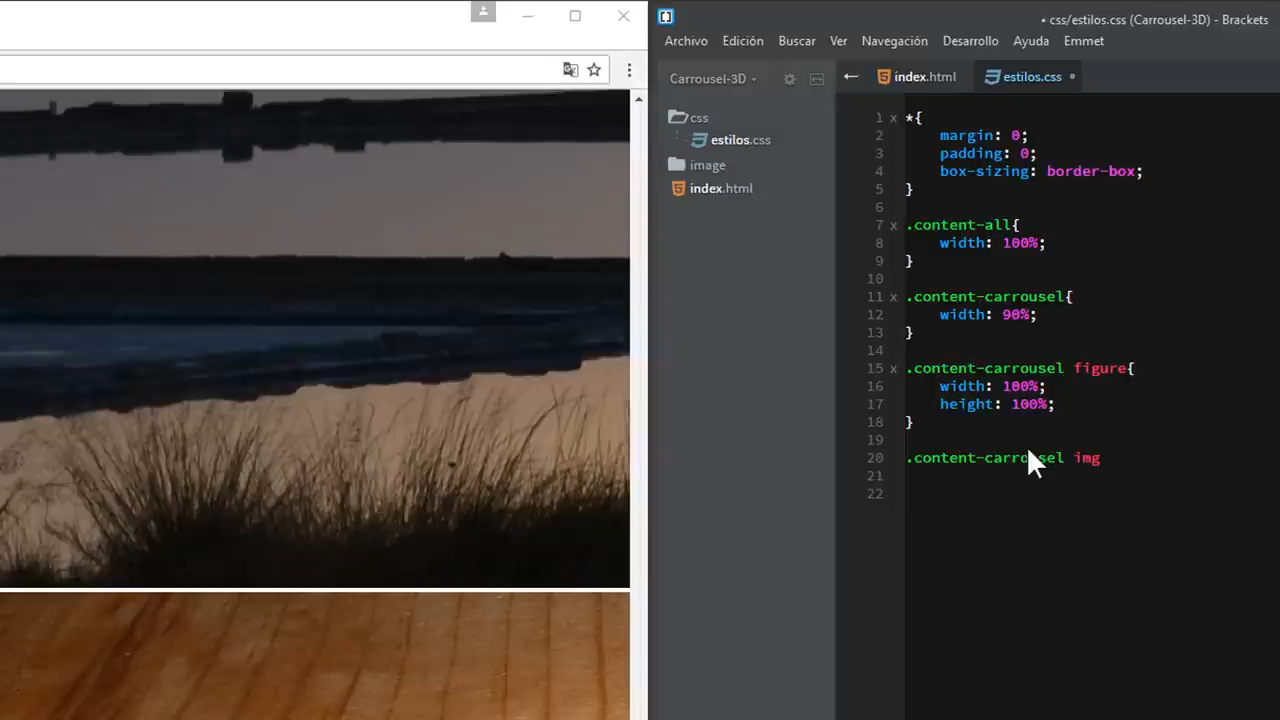 • css/estilos.css (Carrousel-3D) - Brackets
Archivo Edición Buscar Ver Navegación Desarrollo Ayuda Emmet
Carrousel-3D
css
estilos.css
image
index.html
index.html estilos.css •
1 x *{
2 margin: 0;
3 padding: 0;
4 box-sizing: border-box;
5 }
6
7 x .content-all{
8 width: 100%;
9 }
10
11 x .content-carrousel{
12 width: 90%;
13 }
14
15 x .content-carrousel figure{
16 width: 100%;
17 height: 100%;
18 }
19
20 .content-carrousel img
21
22